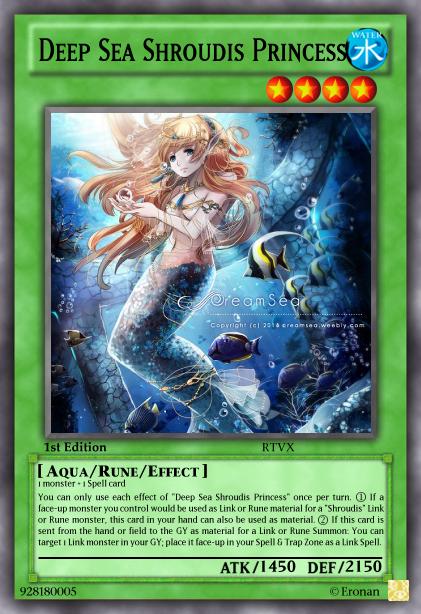 DEEP SEA SHROUDIS PRINCESS
WATER
水
DreamSea
Copyright (c) 2018 dreamsea.weebly.com
1st Edition
RTVX
[ AQUA/RUNE/EFFECT ]
1 monster + 1 Spell card
You can only use each effect of "Deep Sea Shroudis Princess" once per turn. ① If a
face-up monster you control would be used as Link or Rune material for a "Shroudis" Link
or Rune monster, this card in your hand can also be used as material. ② If this card is
sent from the hand or field to the GY as material for a Link or Rune Summon: You can
target 1 Link monster in your GY; place it face-up in your Spell & Trap Zone as a Link Spell.
ATK/1450 DEF/2150
928180005
© Eronan